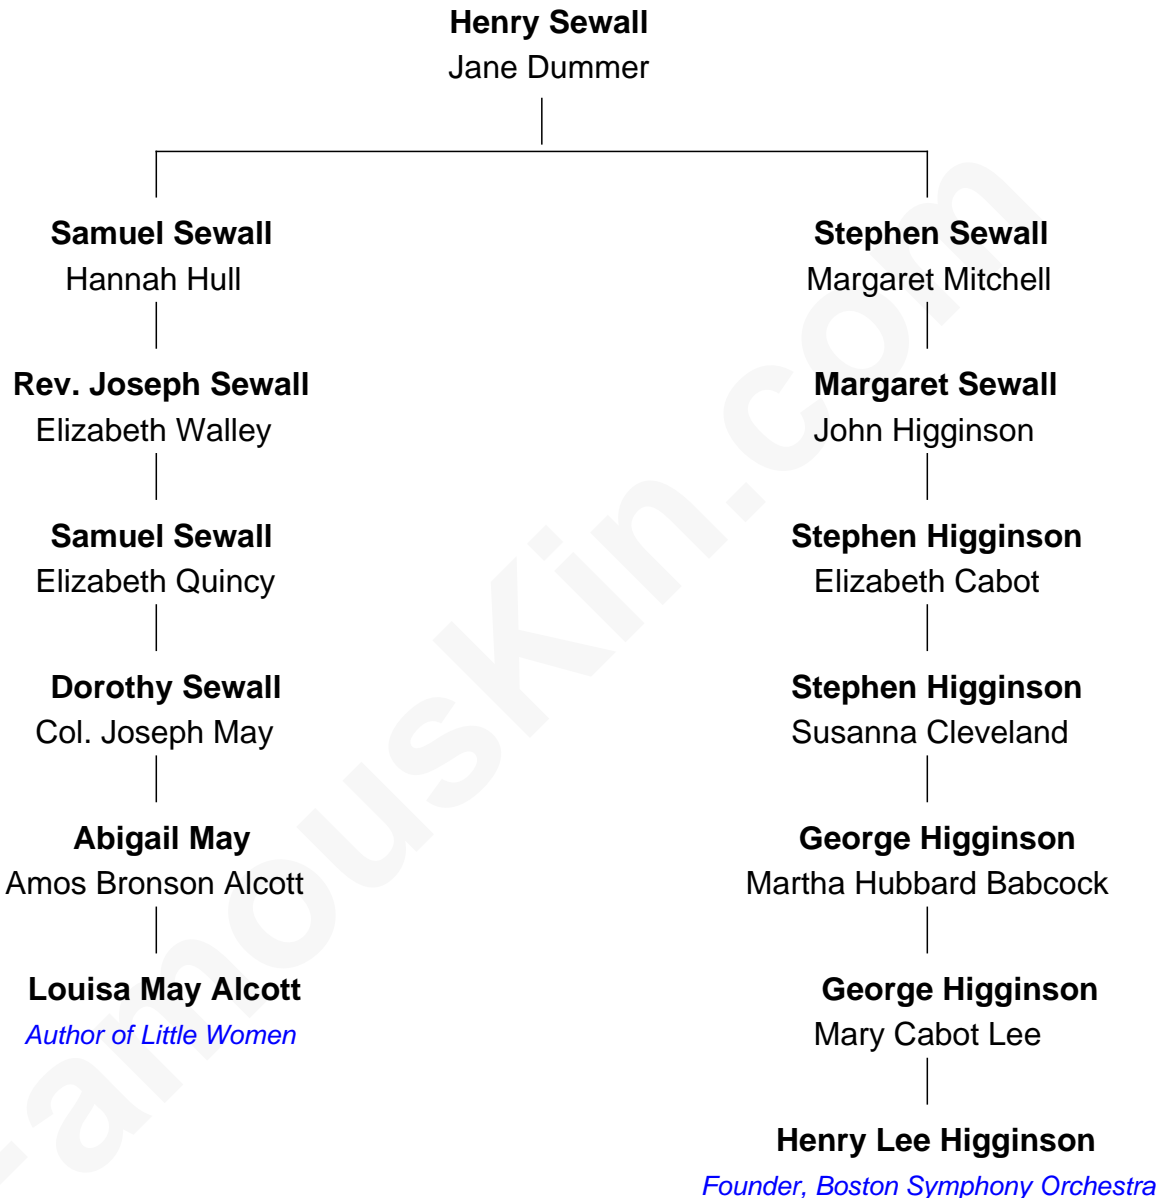 Henry Sewall
Jane Dummer
Samuel Sewall
Hannah Hull
Stephen Sewall
Margaret Mitchell
Rev. Joseph Sewall
Elizabeth Walley
Margaret Sewall
John Higginson
Samuel Sewall
Elizabeth Quincy
Stephen Higginson
Elizabeth Cabot
Dorothy Sewall
Col. Joseph May
Stephen Higginson
Susanna Cleveland
Abigail May
Amos Bronson Alcott
George Higginson
Martha Hubbard Babcock
Louisa May Alcott
Author of Little Women
George Higginson
Mary Cabot Lee
Henry Lee Higginson
Founder, Boston Symphony Orchestra
FamousKin.com